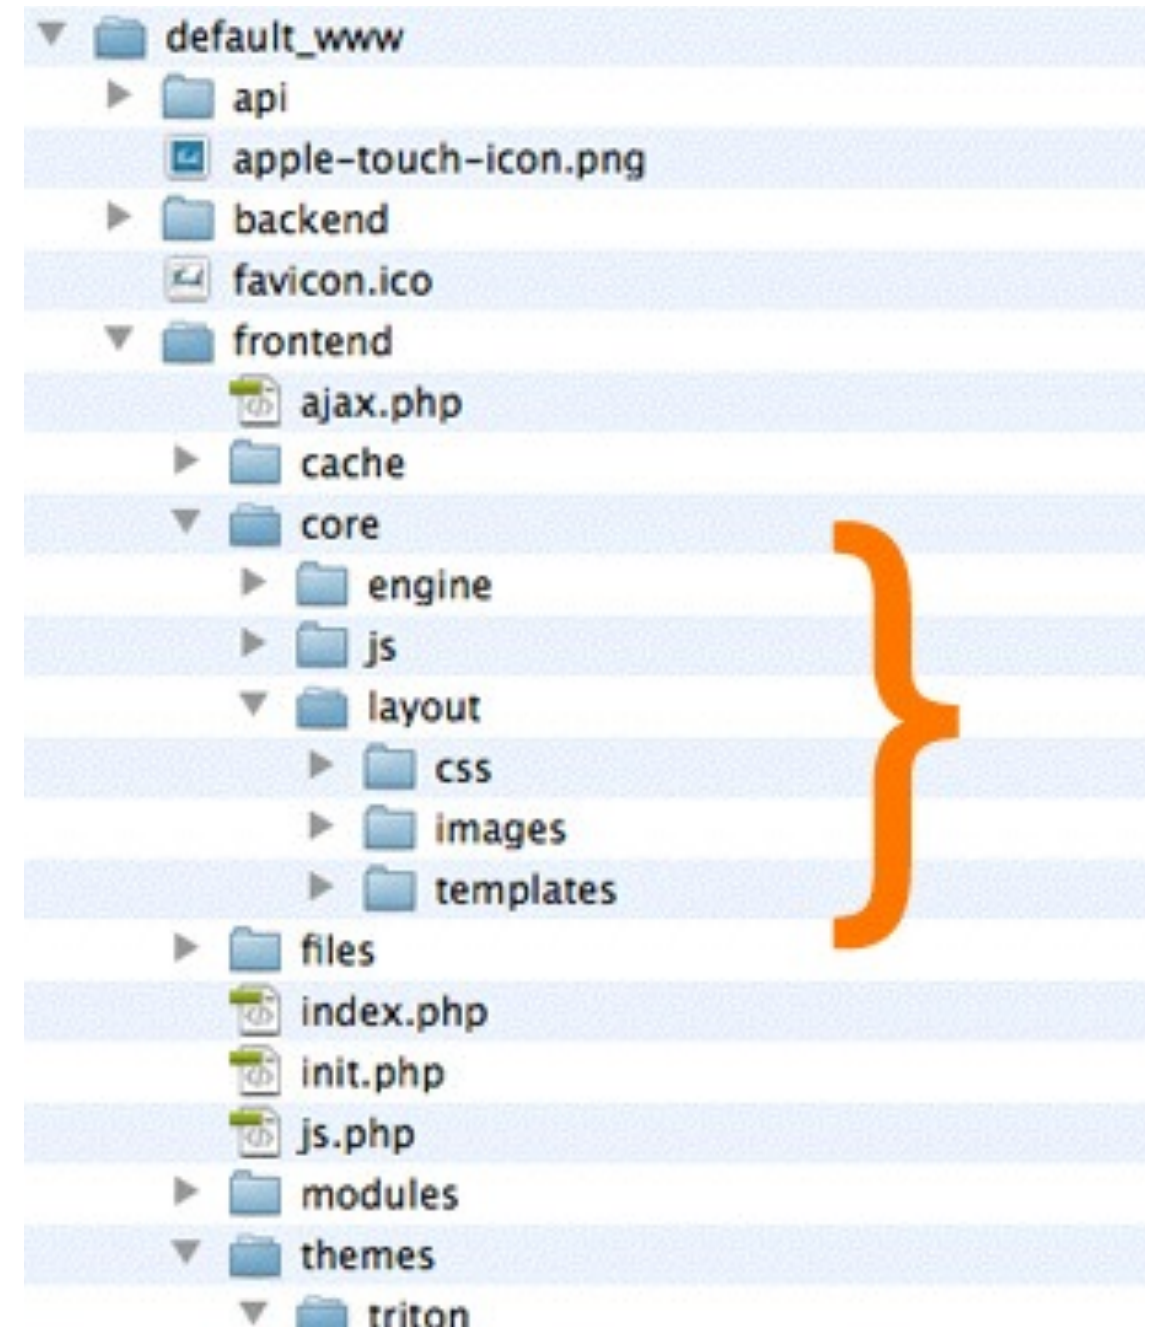 default_www
api
apple-touch-icon.png
backend
favicon.ico
frontend
ajax.php
cache
core
engine
js
layout
css
images
templates
files
index.php
init.php
js.php
modules
themes
triton